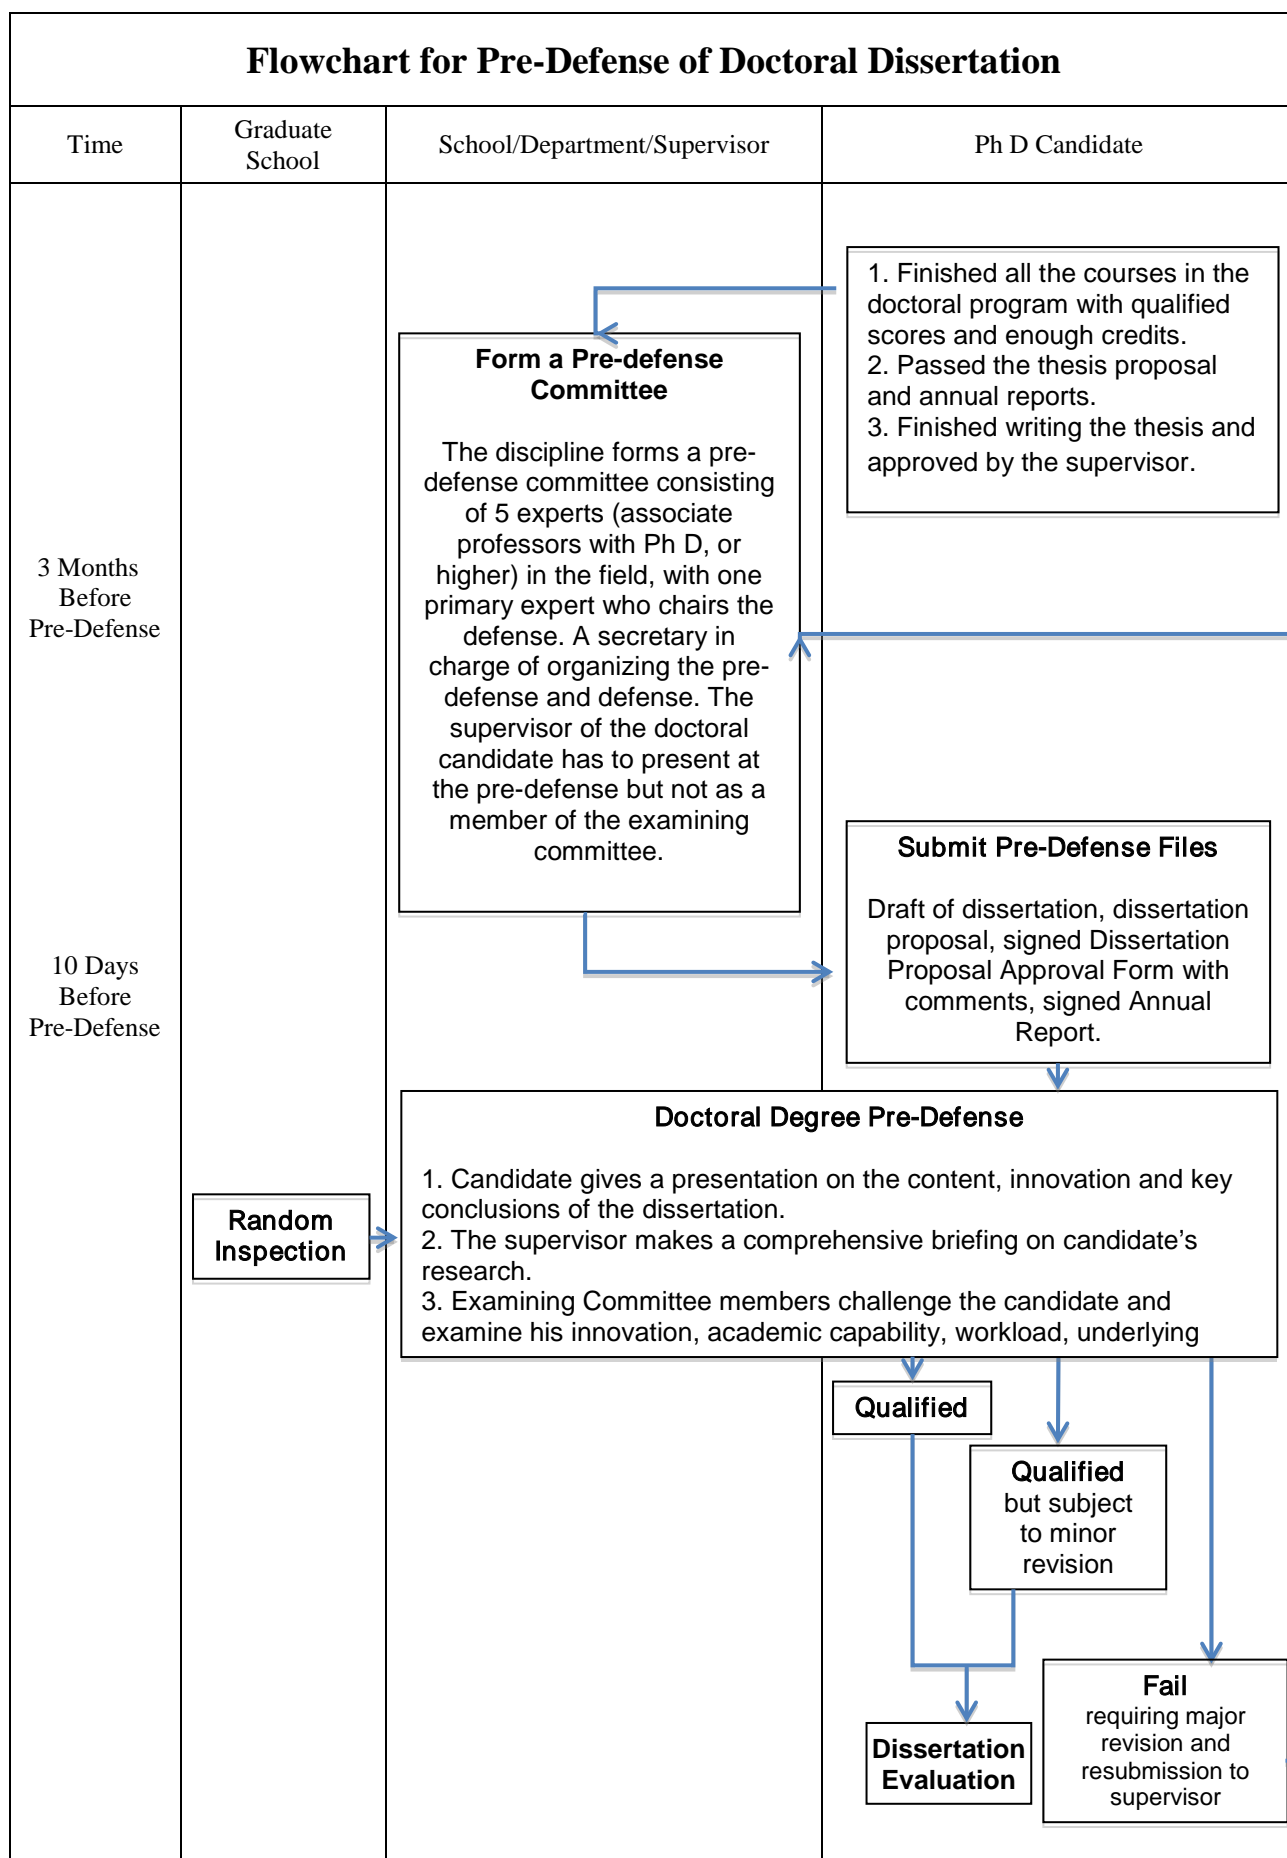 Flowchart for Pre-Defense of Doctoral Dissertation
Time
Graduate
School
School/Department/Supervisor
Ph D Candidate
1. Finished all the courses in the
doctoral program with qualified
scores and enough credits.
2. Passed the thesis proposal
and annual reports.
3. Finished writing the thesis and
approved by the supervisor.
Form a Pre-defense
Committee
The discipline forms a pre-
defense committee consisting
of 5 experts (associate
professors with Ph D, or
higher) in the field, with one
primary expert who chairs the
defense. A secretary in
charge of organizing the pre-
defense and defense. The
supervisor of the doctoral
candidate has to present at
the pre-defense but not as a
member of the examining
committee.
3 Months
Before
Pre-Defense
Submit Pre-Defense Files
Draft of dissertation, dissertation
proposal, signed Dissertation
Proposal Approval Form with
comments, signed Annual
Report.
10 Days
Before
Pre-Defense
Doctoral Degree Pre-Defense
1. Candidate gives a presentation on the content, innovation and key
conclusions of the dissertation.
2. The supervisor makes a comprehensive briefing on candidate’s
research.
3. Examining Committee members challenge the candidate and
examine his innovation, academic capability, workload, underlying
Random
Inspection
Qualified
Qualified
but subject
to minor
revision
Dissertation
Evaluation
Fail
requiring major
revision and
resubmission to
supervisor